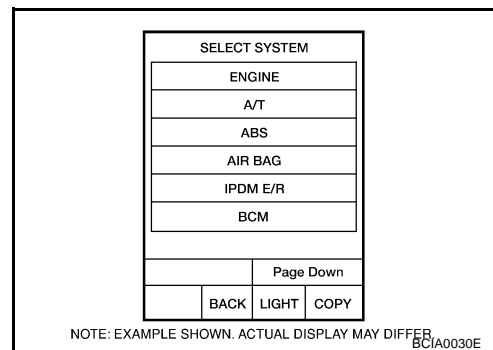 SELECT SYSTEM
ENGINE
A/T
ABS
AIR BAG
IPDM E/R
BCM
Page Down
BACK LIGHT COPY
NOTE: EXAMPLE SHOWN. ACTUAL DISPLAY MAY DIFFER.
BCIA0030E